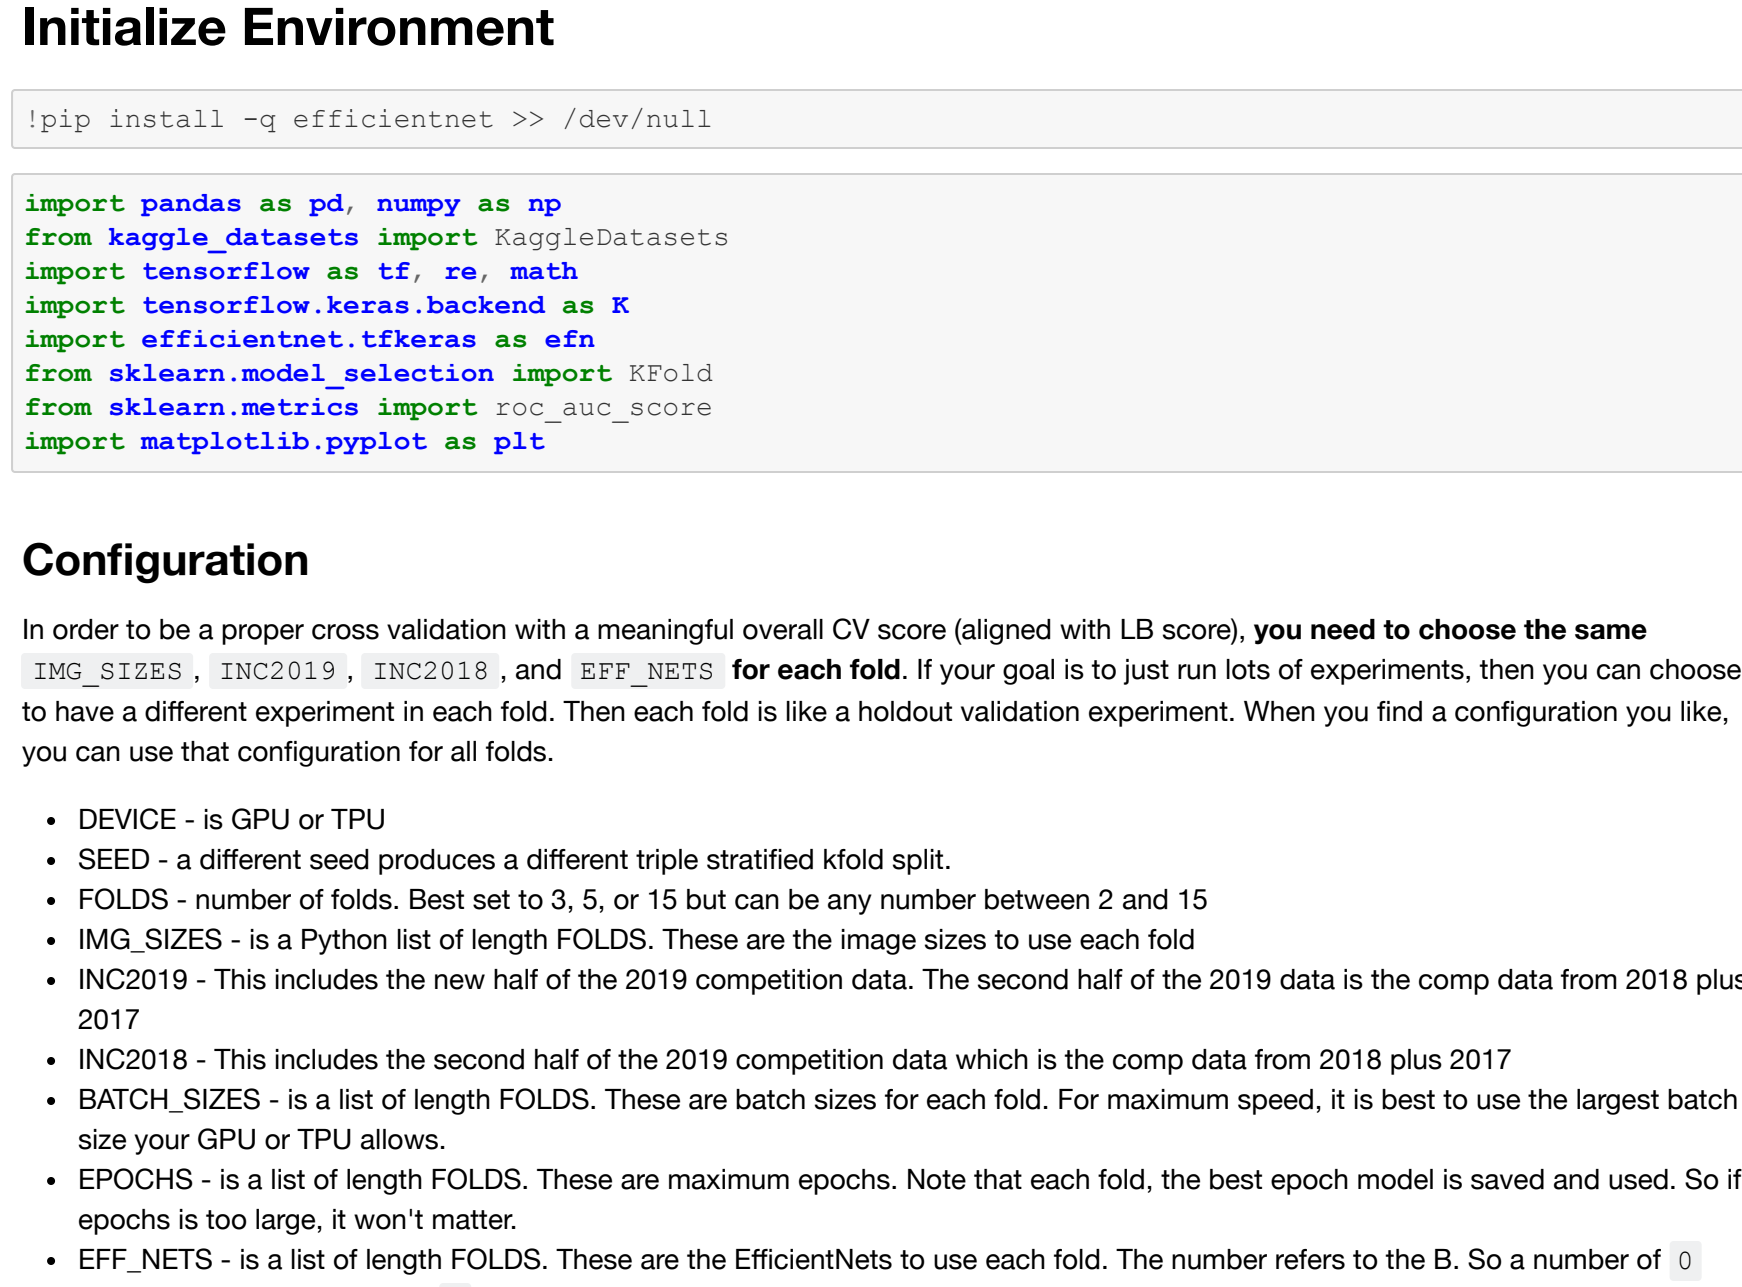 Initialize Environment
!pip install -q efficientnet >> /dev/null
import pandas as pd, numpy as np
from kaggle_datasets import KaggleDatasets
import tensorflow as tf, re, math
import tensorflow.keras.backend as K
import efficientnet.tfkeras as efn
from sklearn.model_selection import KFold
from sklearn.metrics import roc_auc_score
import matplotlib.pyplot as plt
Configuration
In order to be a proper cross validation with a meaningful overall CV score (aligned with LB score), you need to choose the same
IMG_SIZES , INC2019 , INC2018 , and EFF_NETS for each fold. If your goal is to just run lots of experiments, then you can choose
to have a different experiment in each fold. Then each fold is like a holdout validation experiment. When you find a configuration you like,
you can use that configuration for all folds.
• DEVICE - is GPU or TPU
• SEED - a different seed produces a different triple stratified kfold split.
• FOLDS - number of folds. Best set to 3, 5, or 15 but can be any number between 2 and 15
• IMG_SIZES - is a Python list of length FOLDS. These are the image sizes to use each fold
• INC2019 - This includes the new half of the 2019 competition data. The second half of the 2019 data is the comp data from 2018 plus
2017
• INC2018 - This includes the second half of the 2019 competition data which is the comp data from 2018 plus 2017
• BATCH_SIZES - is a list of length FOLDS. These are batch sizes for each fold. For maximum speed, it is best to use the largest batch
size your GPU or TPU allows.
• EPOCHS - is a list of length FOLDS. These are maximum epochs. Note that each fold, the best epoch model is saved and used. So if
epochs is too large, it won't matter.
• EFF_NETS - is a list of length FOLDS. These are the EfficientNets to use each fold. The number refers to the B. So a number of 0